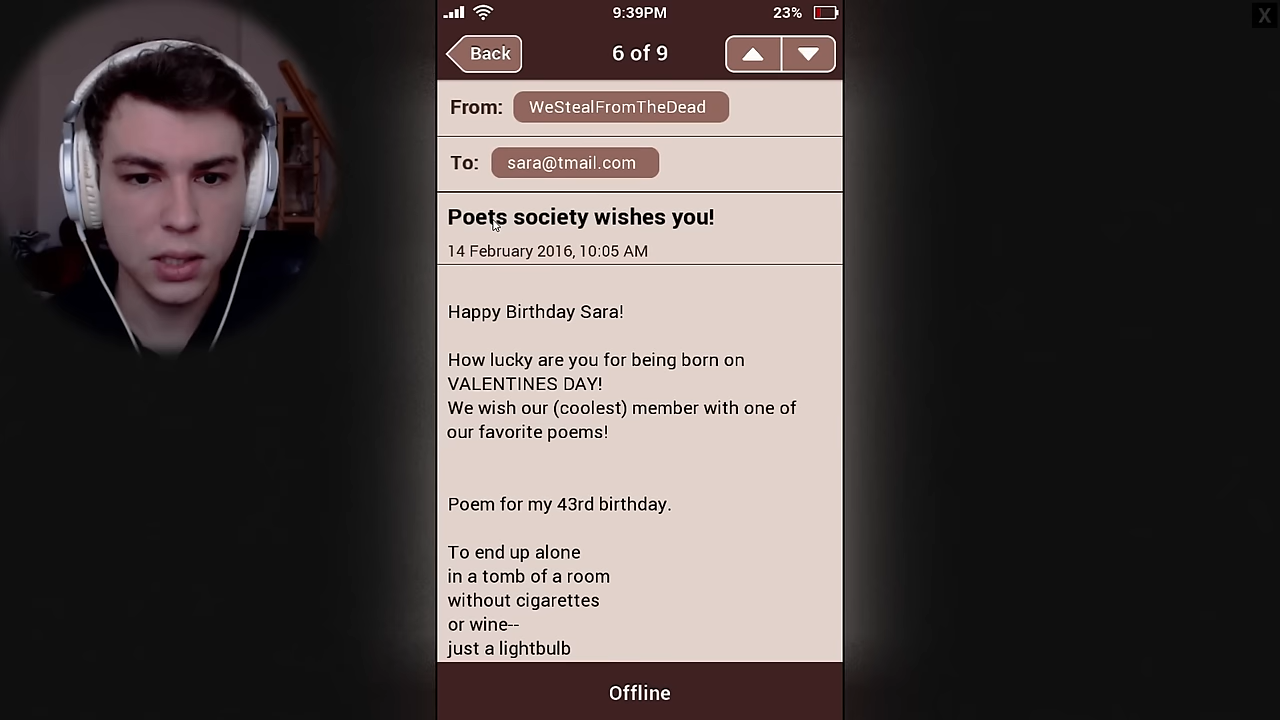 9:39PM
23%
X
Back
6 of 9
From: WeStealFromTheDead
To: sara@tmail.com
Poets society wishes you!
14 February 2016, 10:05 AM
Happy Birthday Sara!
How lucky are you for being born on
VALENTINES DAY!
We wish our (coolest) member with one of
our favorite poems!
Poem for my 43rd birthday.
To end up alone
in a tomb of a room
without cigarettes
or wine--
just a lightbulb
Offline